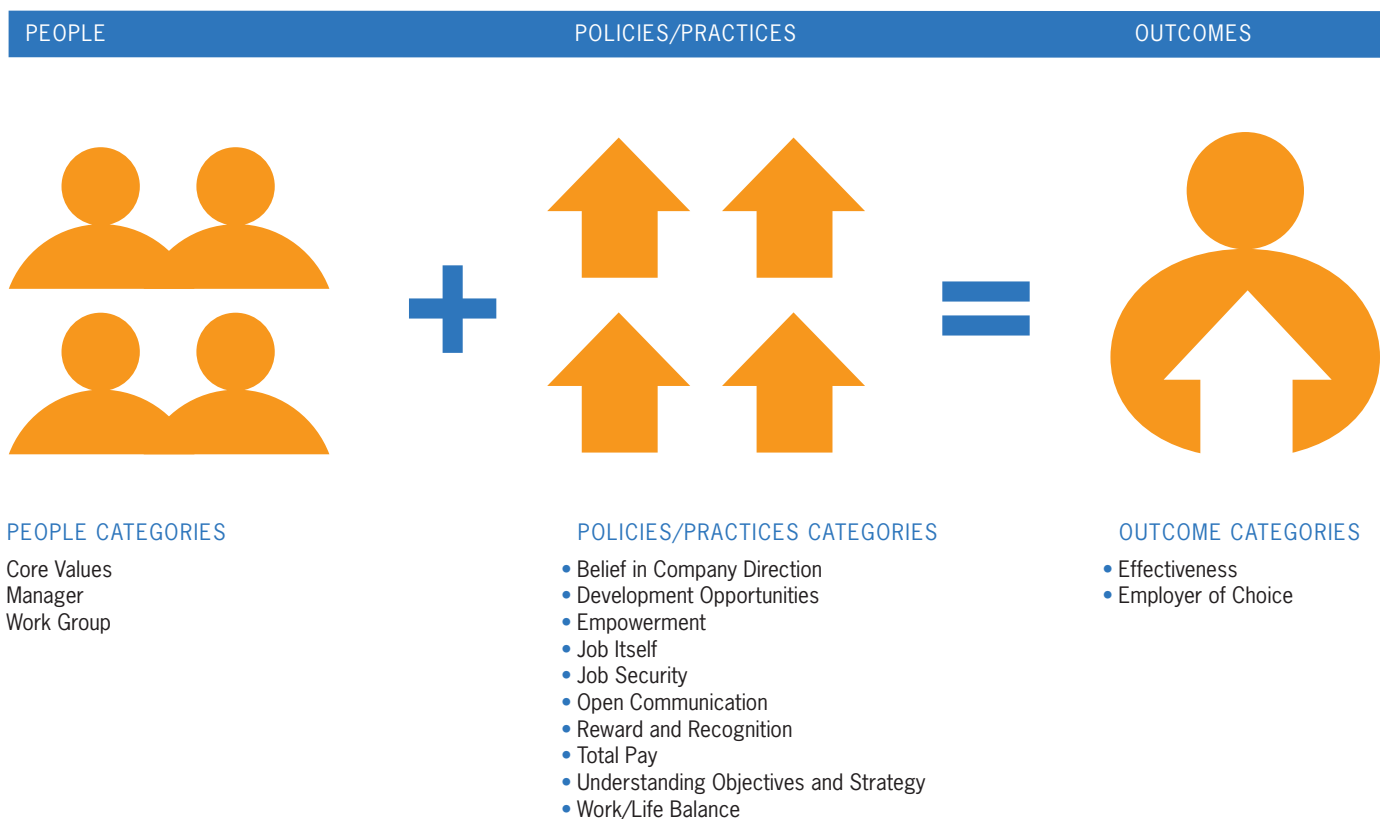 PEOPLE
POLICIES/PRACTICES
OUTCOMES
PEOPLE CATEGORIES
Core Values
Manager
Work Group
POLICIES/PRACTICES CATEGORIES
• Belief in Company Direction
• Development Opportunities
• Empowerment
• Job Itself
• Job Security
• Open Communication
• Reward and Recognition
• Total Pay
• Understanding Objectives and Strategy
• Work/Life Balance
OUTCOME CATEGORIES
• Effectiveness
• Employer of Choice